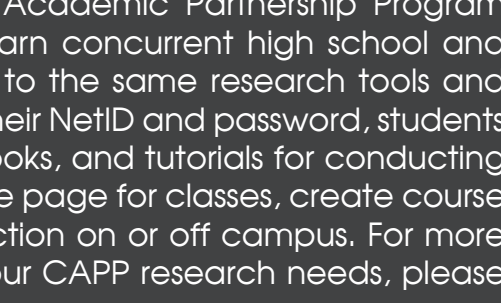 Academic Partnership Program
arn concurrent high school and
to the same research tools and
heir NetID and password, students
ooks, and tutorials for conducting
e page for classes, create course
ction on or off campus. For more
our CAPP research needs, please